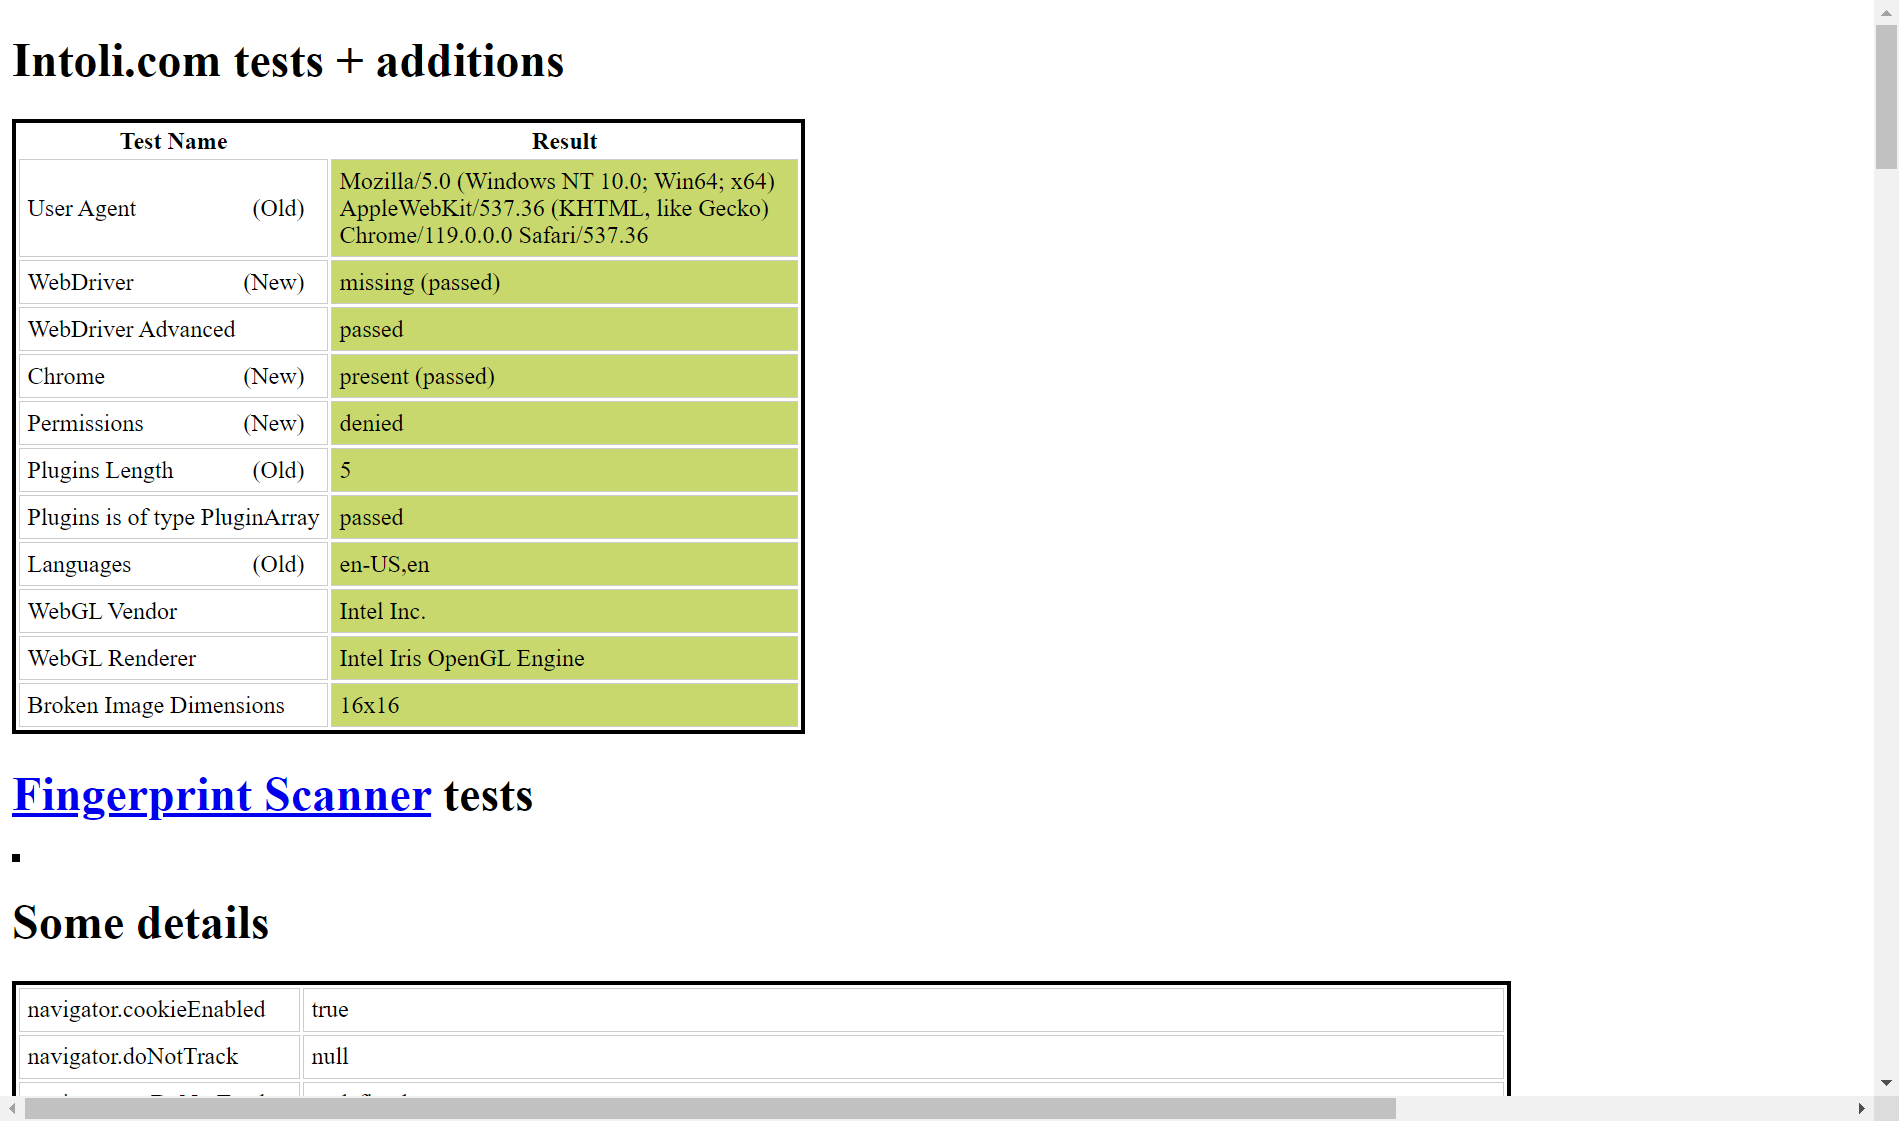 Intoli.com tests + additions
Test Name Result
User Agent (Old) Mozilla/5.0 (Windows NT 10.0; Win64; x64)
AppleWebKit/537.36 (KHTML, like Gecko)
Chrome/119.0.0.0 Safari/537.36
WebDriver (New) missing (passed)
WebDriver Advanced passed
Chrome (New) present (passed)
Permissions (New) denied
Plugins Length (Old) 5
Plugins is of type PluginArray passed
Languages (Old) en-US,en
WebGL Vendor Intel Inc.
WebGL Renderer Intel Iris OpenGL Engine
Broken Image Dimensions 16x16
Fingerprint Scanner tests
Some details
navigator.cookieEnabled true
navigator.doNotTrack null